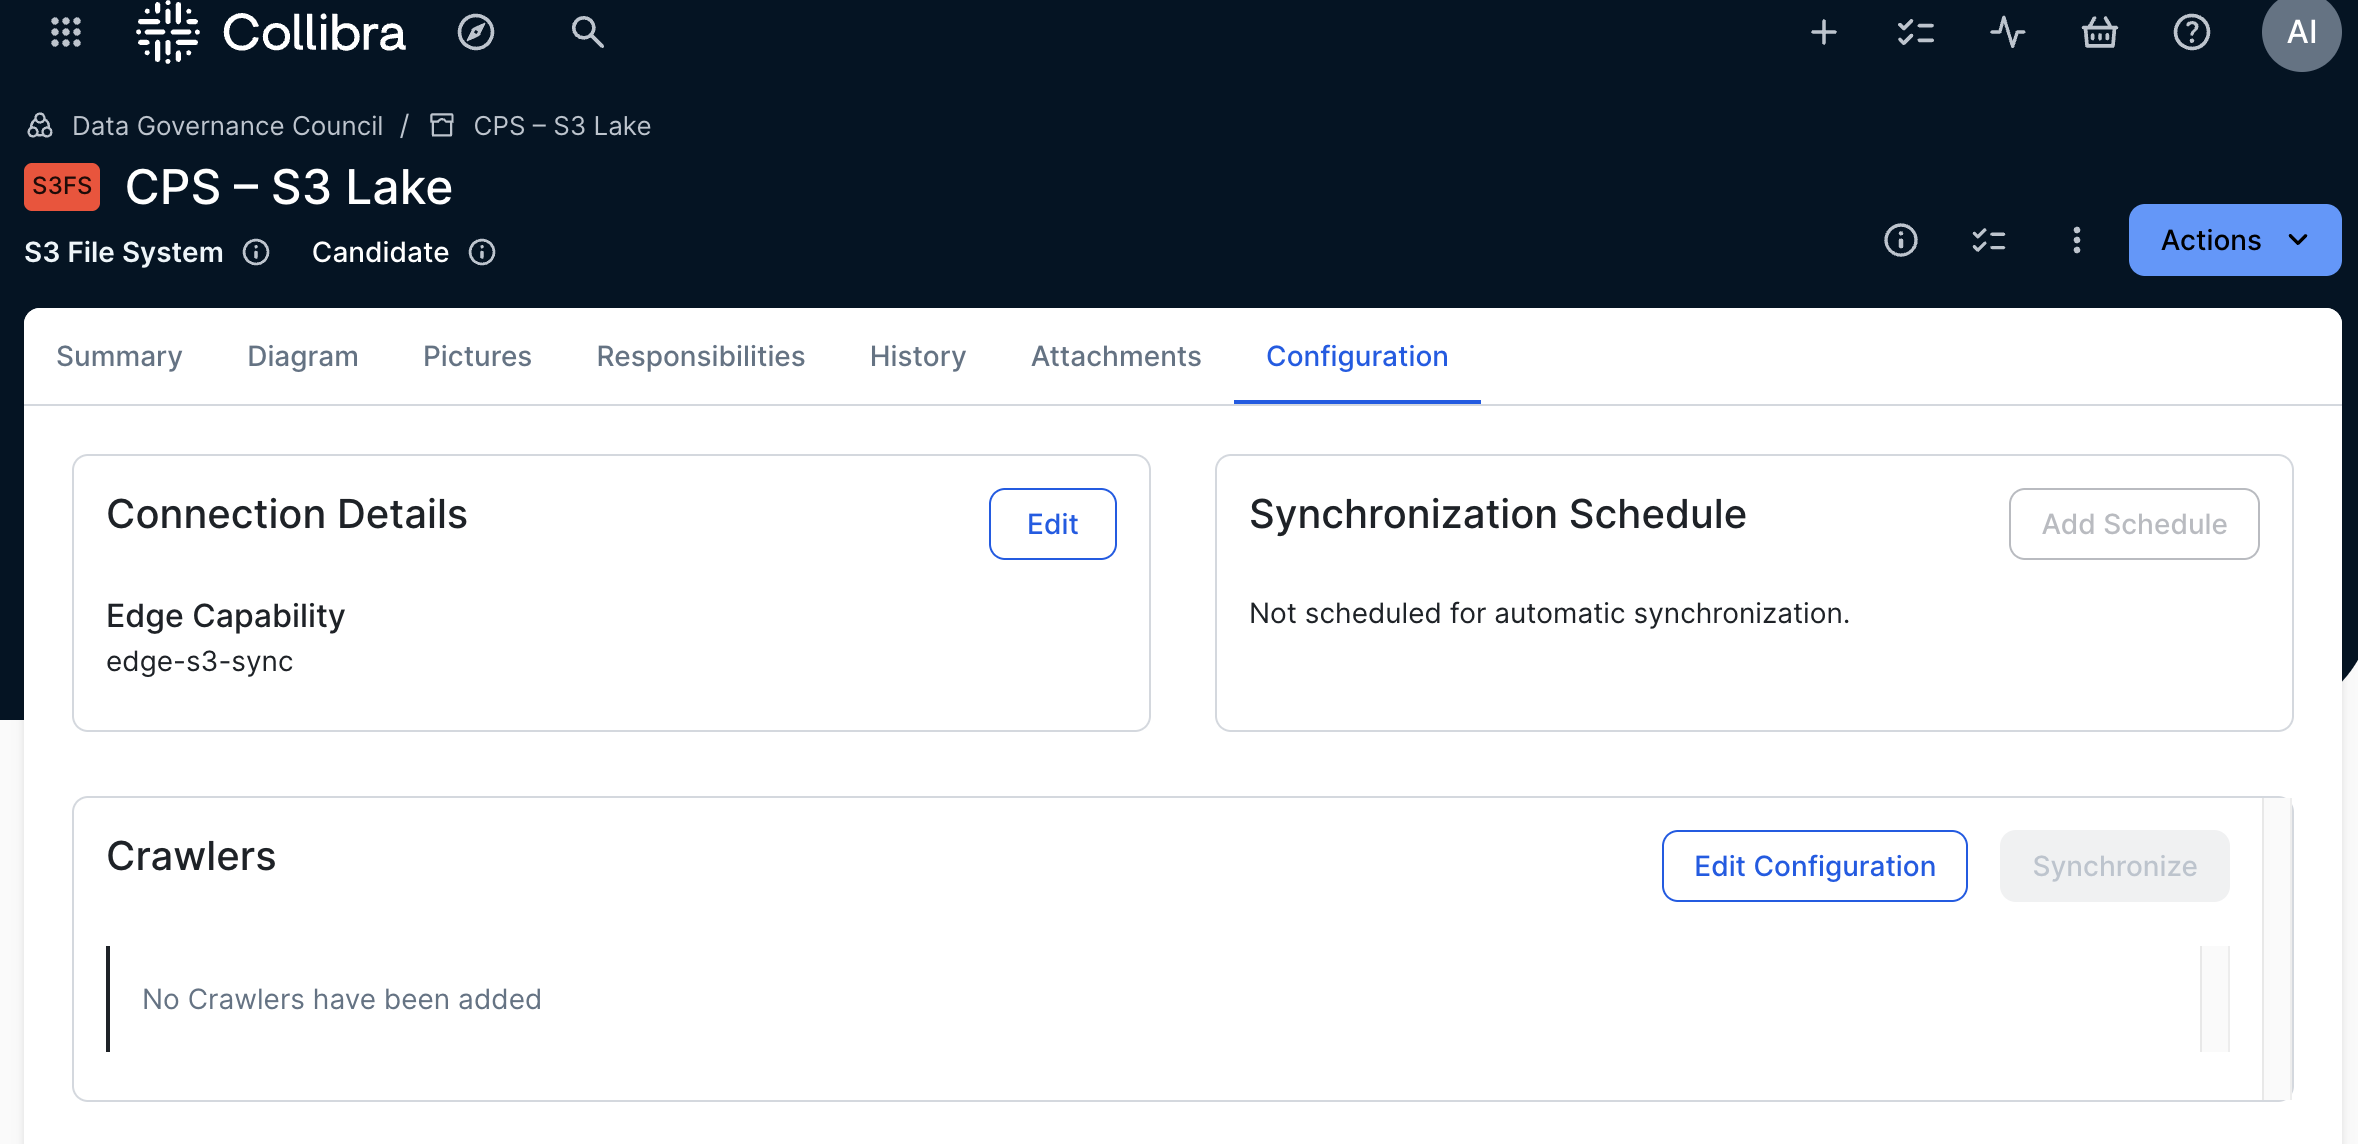 Collibra
AI
Data Governance Council / CPS – S3 Lake
S3FS CPS – S3 Lake
S3 File System Candidate
Actions
Summary Diagram Pictures Responsibilities History Attachments Configuration
Connection Details
Edit
Edge Capability
edge-s3-sync
Synchronization Schedule
Add Schedule
Not scheduled for automatic synchronization.
Crawlers
Edit Configuration
Synchronize
No Crawlers have been added